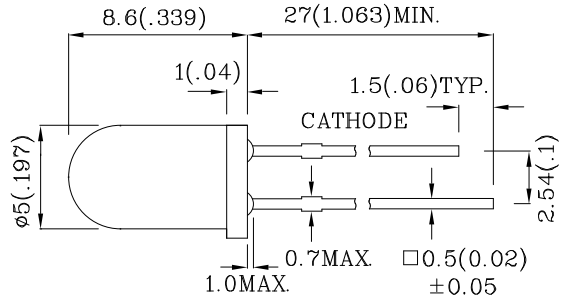 8.6(.339)
27(1.063)MIN.
1(.04)
1.5(.06)TYP.
CATHODE
ø5(.197)
2.54(.1)
0.7MAX.
□0.5(0.02)
±0.05
1.0MAX.